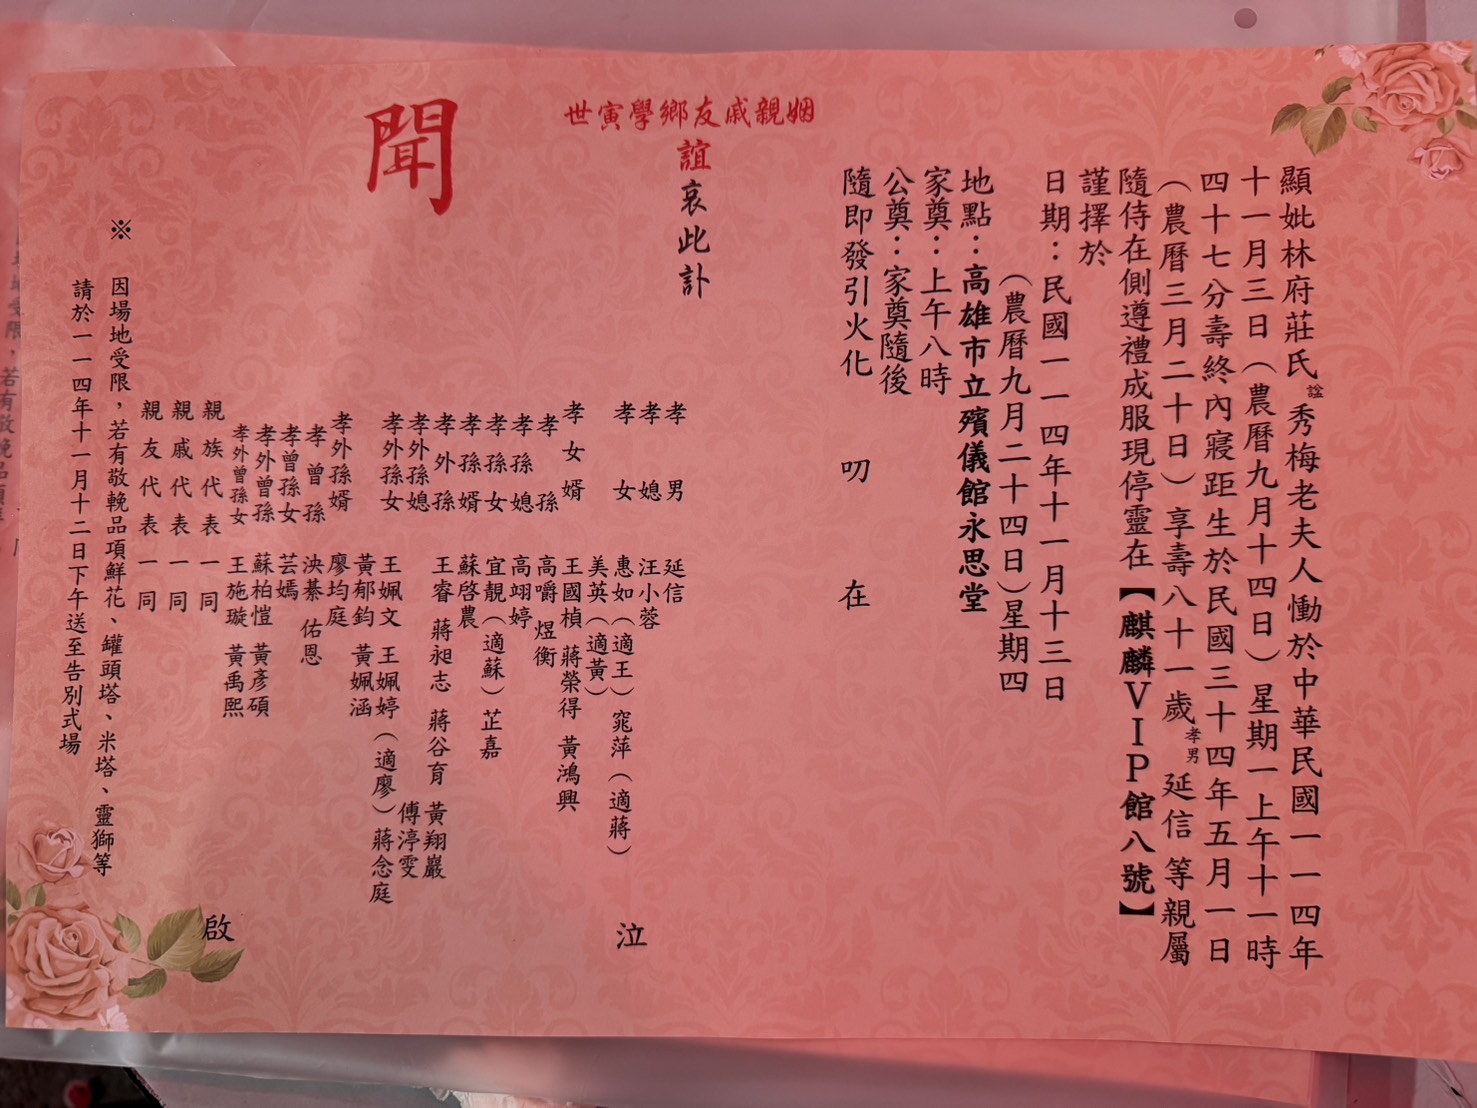 顯妣林府莊氏諡秀梅老夫人慟於中華民國一一四年
十一月三日（農曆九月十四日）星期一上午十一時
四十七分壽終內寢距生於民國三十四年五月一日
（農曆三月二十日）享壽八十一歲孝男延信等親屬
隨侍在側遵禮成服現停靈在【麒麟ＶＩＰ館八號】
謹擇於
日期：民國一一四年十一月十三日
（農曆九月二十四日）星期四
地點：高雄市立殯儀館永思堂
家奠：上午八時
公奠：家奠隨後
隨即發引火化 叨在
世寅學鄉友戚親姻
誼哀此訃
聞
孝男 延信
孝媳 汪小蓉
孝女 惠如（適王）窕萍（適蔣）
美英（適黃）
孝女婿 王國楨 蔣榮得 黃鴻興
孝孫 高嚼 煜衡
孝孫媳 高翊婷
孝孫女 宜靚（適蘇）芷嘉
孝孫婿 蘇啓農
孝外孫 王睿 蔣昶志 蔣谷育 黃翔巖
孝外孫媳 傅渟雯
孝外孫女 王姵文 王姵婷（適廖）蔣念庭
黃郁鈞 黃姵涵
孝外孫婿 廖均庭
孝曾孫 泱綦 佑恩
孝曾孫女 芸嫣
孝外曾孫 蘇柏愷 黃彥碩
孝外曾孫女 王施璇 黃禹熙
泣
親族代表一同
親戚代表一同
親友代表一同
啟
※ 因場地受限，若有敬輓品項鮮花、罐頭塔、米塔、靈獅等
請於一一四年十一月十二日下午送至告別式場